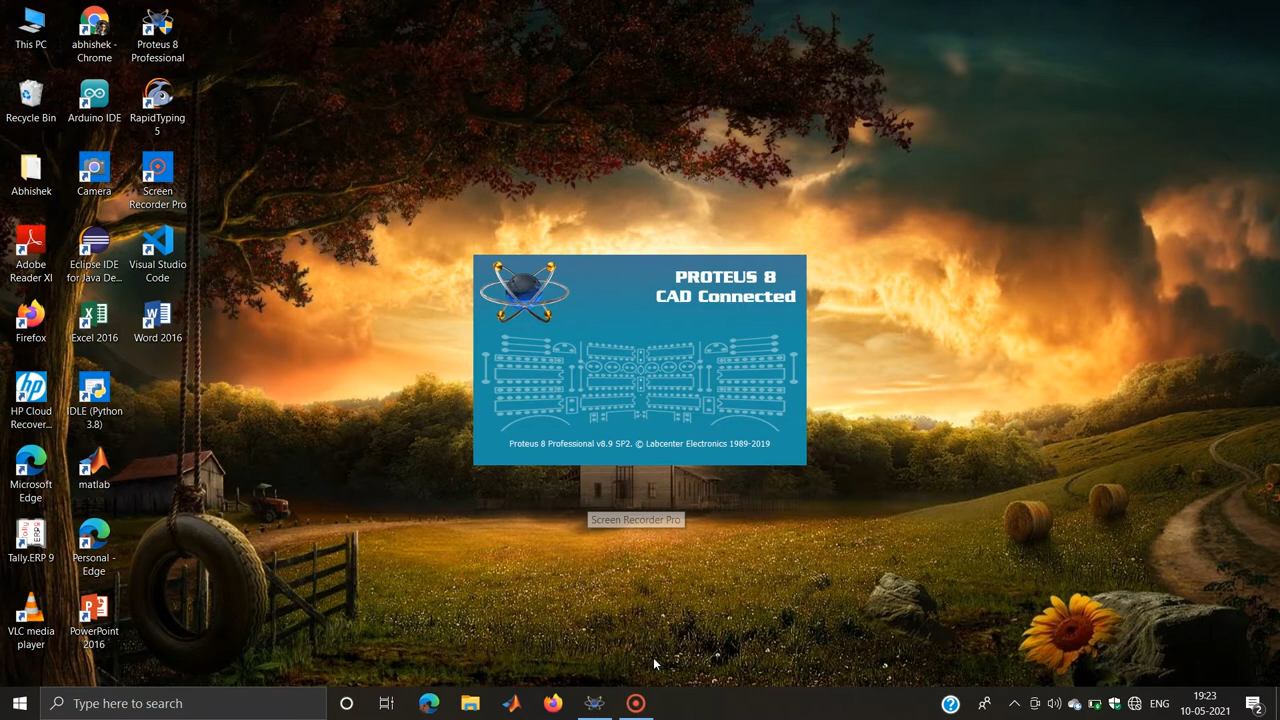 This PC
abhishek -
Chrome
Proteus 8
Professional
Recycle Bin
Arduino IDE
RapidTyping
5
Abhishek
Camera
Screen
Recorder Pro
Adobe
Reader XI
Eclipse IDE
for Java De...
Visual Studio
Code
Firefox
Excel 2016
Word 2016
HP Cloud
Recover...
IDLE (Python
3.8)
Microsoft
Edge
matlab
Tally.ERP 9
Personal -
Edge
VLC media
player
PowerPoint
2016
PROTEUS 8
CAD Connected
Proteus 8 Professional v8.9 SP2. © Labcenter Electronics 1989-2019
Screen Recorder Pro
Type here to search
ENG
19:23
10-05-2021
2